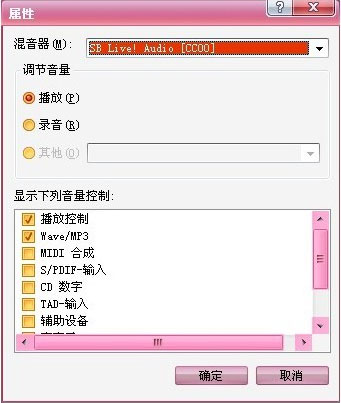 属性
混音器(M):
SB Live! Audio [CC00]
调节音量
播放(P)
录音(R)
其他(O)
显示下列音量控制:
播放控制
Wave/MP3
MIDI 合成
S/PDIF-输入
CD 数字
TAD-输入
辅助设备
确定
取消